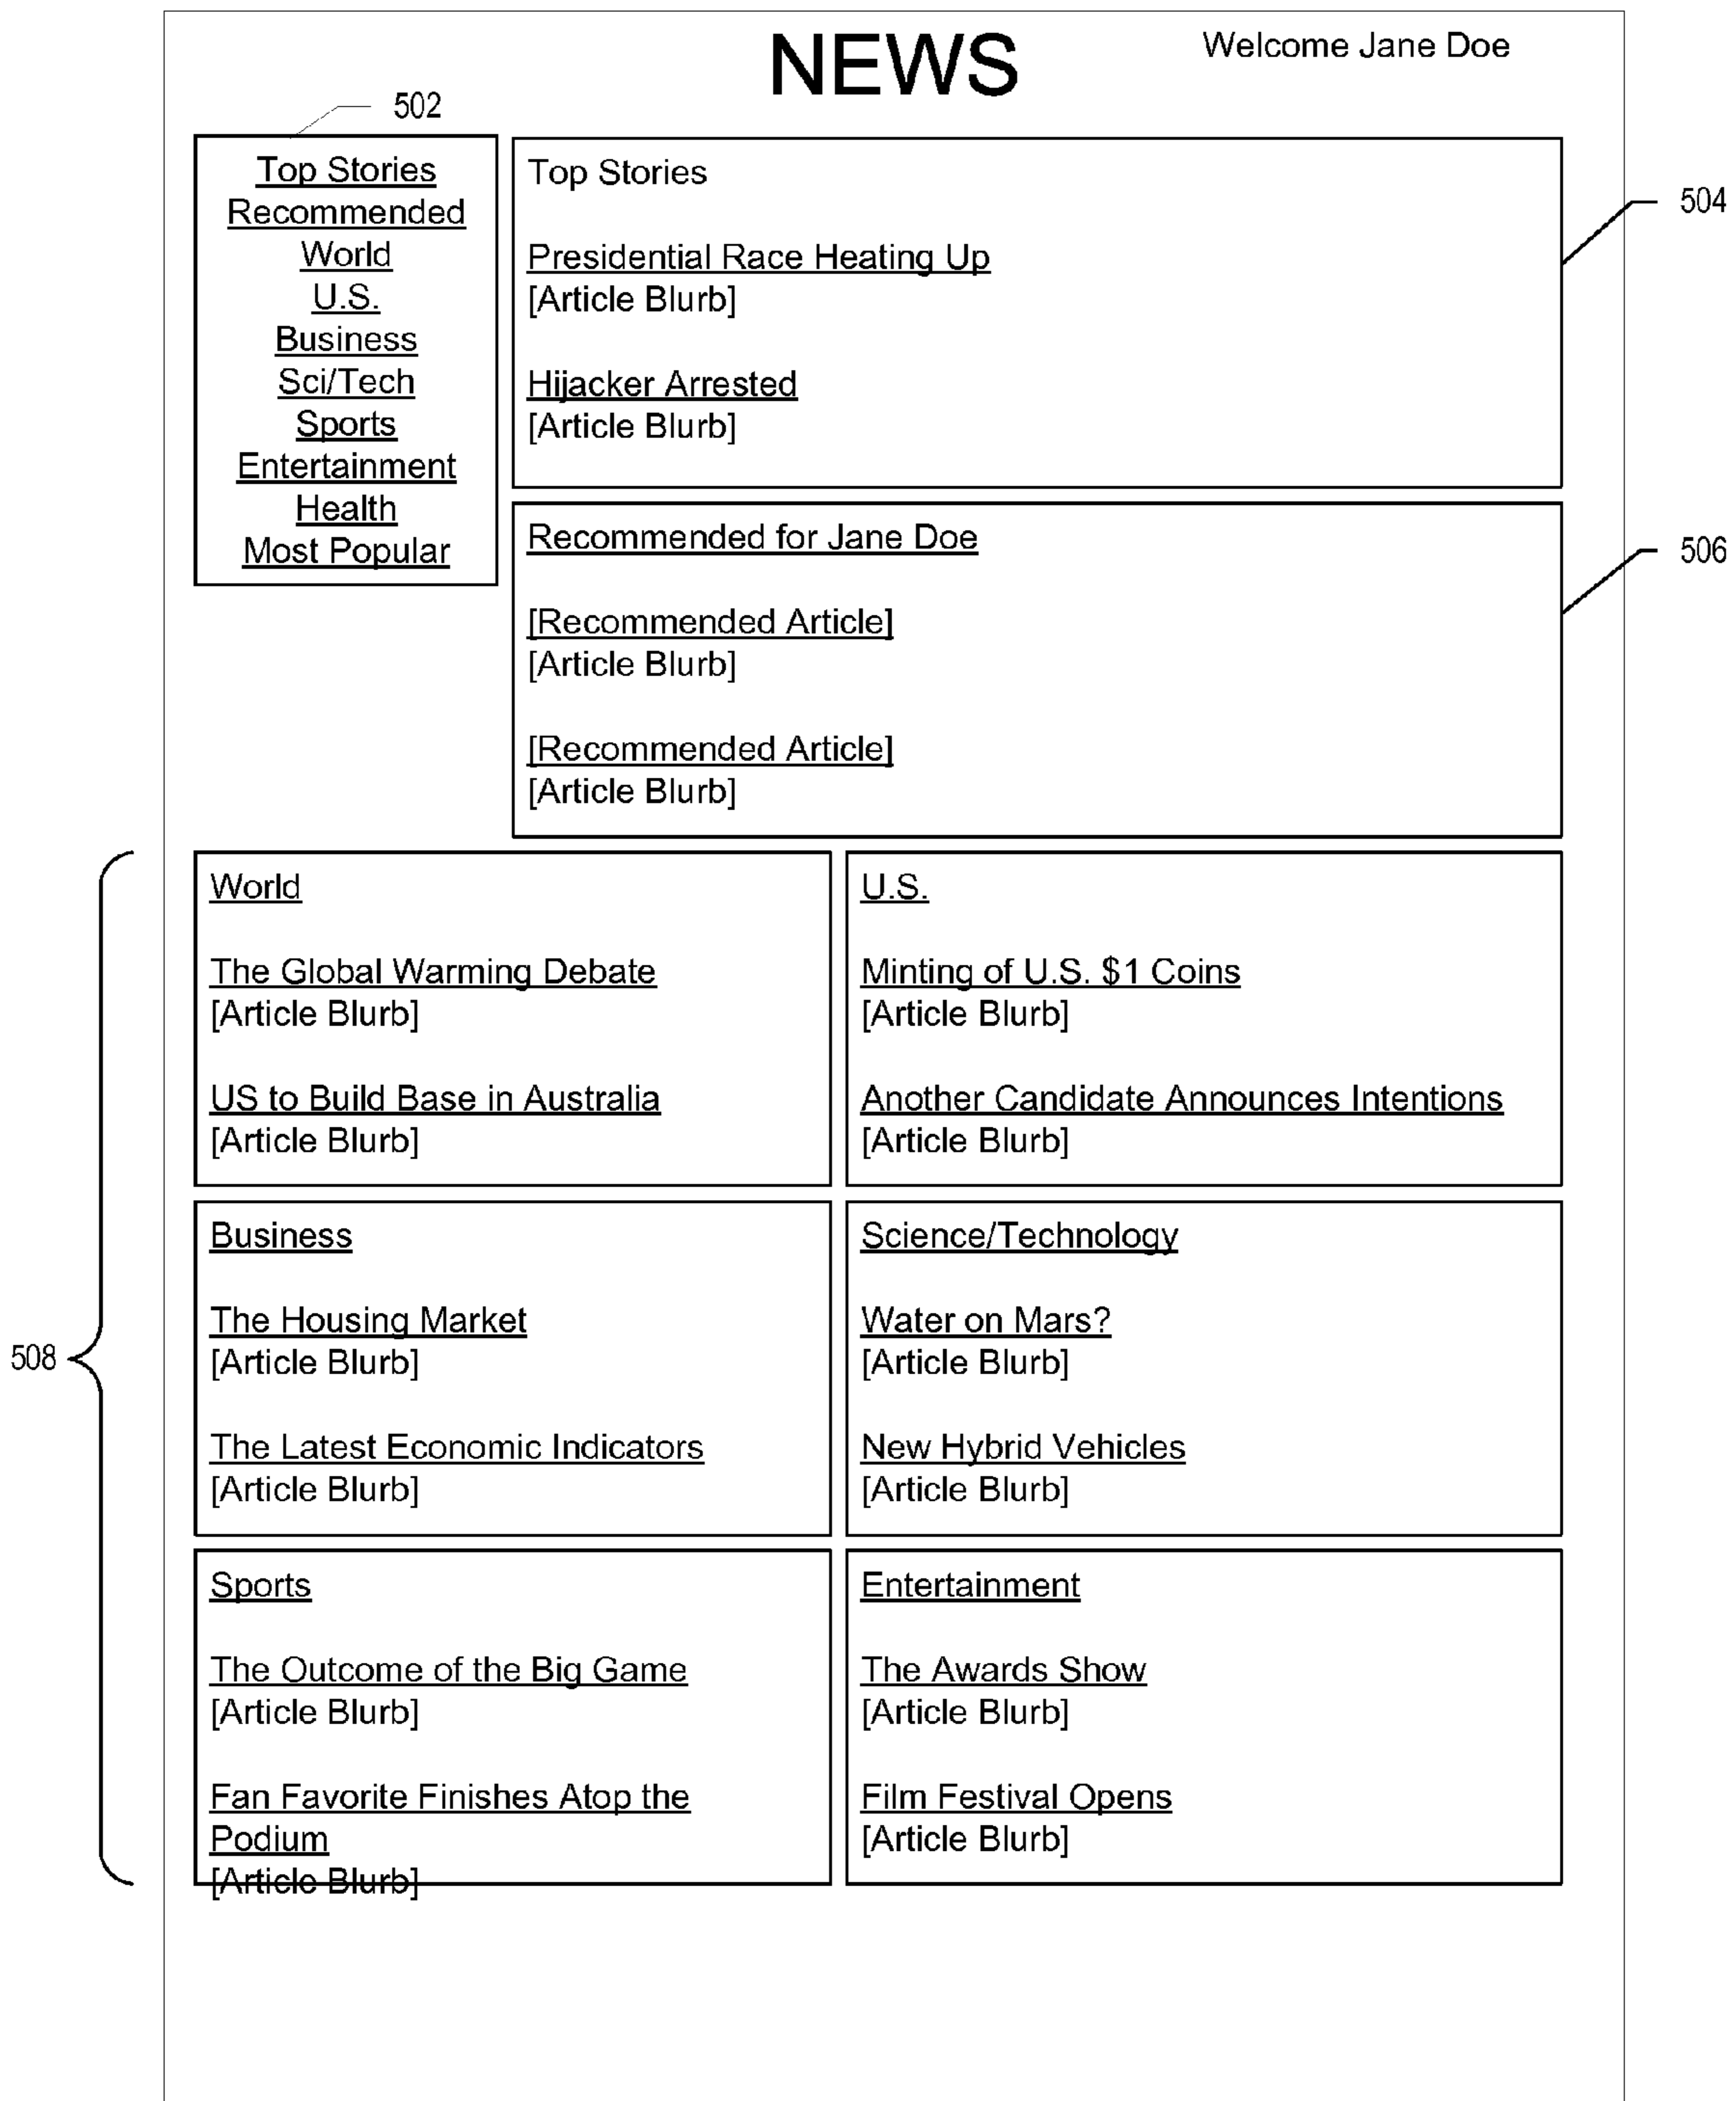 NEWS
Welcome Jane Doe
502
Top Stories
Recommended
World
U.S.
Business
Sci/Tech
Sports
Entertainment
Health
Most Popular
Top Stories
Presidential Race Heating Up
[Article Blurb]
Hijacker Arrested
[Article Blurb]
504
Recommended for Jane Doe
[Recommended Article]
[Article Blurb]
[Recommended Article]
[Article Blurb]
506
508
World
The Global Warming Debate
[Article Blurb]
US to Build Base in Australia
[Article Blurb]
U.S.
Minting of U.S. $1 Coins
[Article Blurb]
Another Candidate Announces Intentions
[Article Blurb]
Business
The Housing Market
[Article Blurb]
The Latest Economic Indicators
[Article Blurb]
Science/Technology
Water on Mars?
[Article Blurb]
New Hybrid Vehicles
[Article Blurb]
Sports
The Outcome of the Big Game
[Article Blurb]
Fan Favorite Finishes Atop the
Podium
[Article Blurb]
Entertainment
The Awards Show
[Article Blurb]
Film Festival Opens
[Article Blurb]